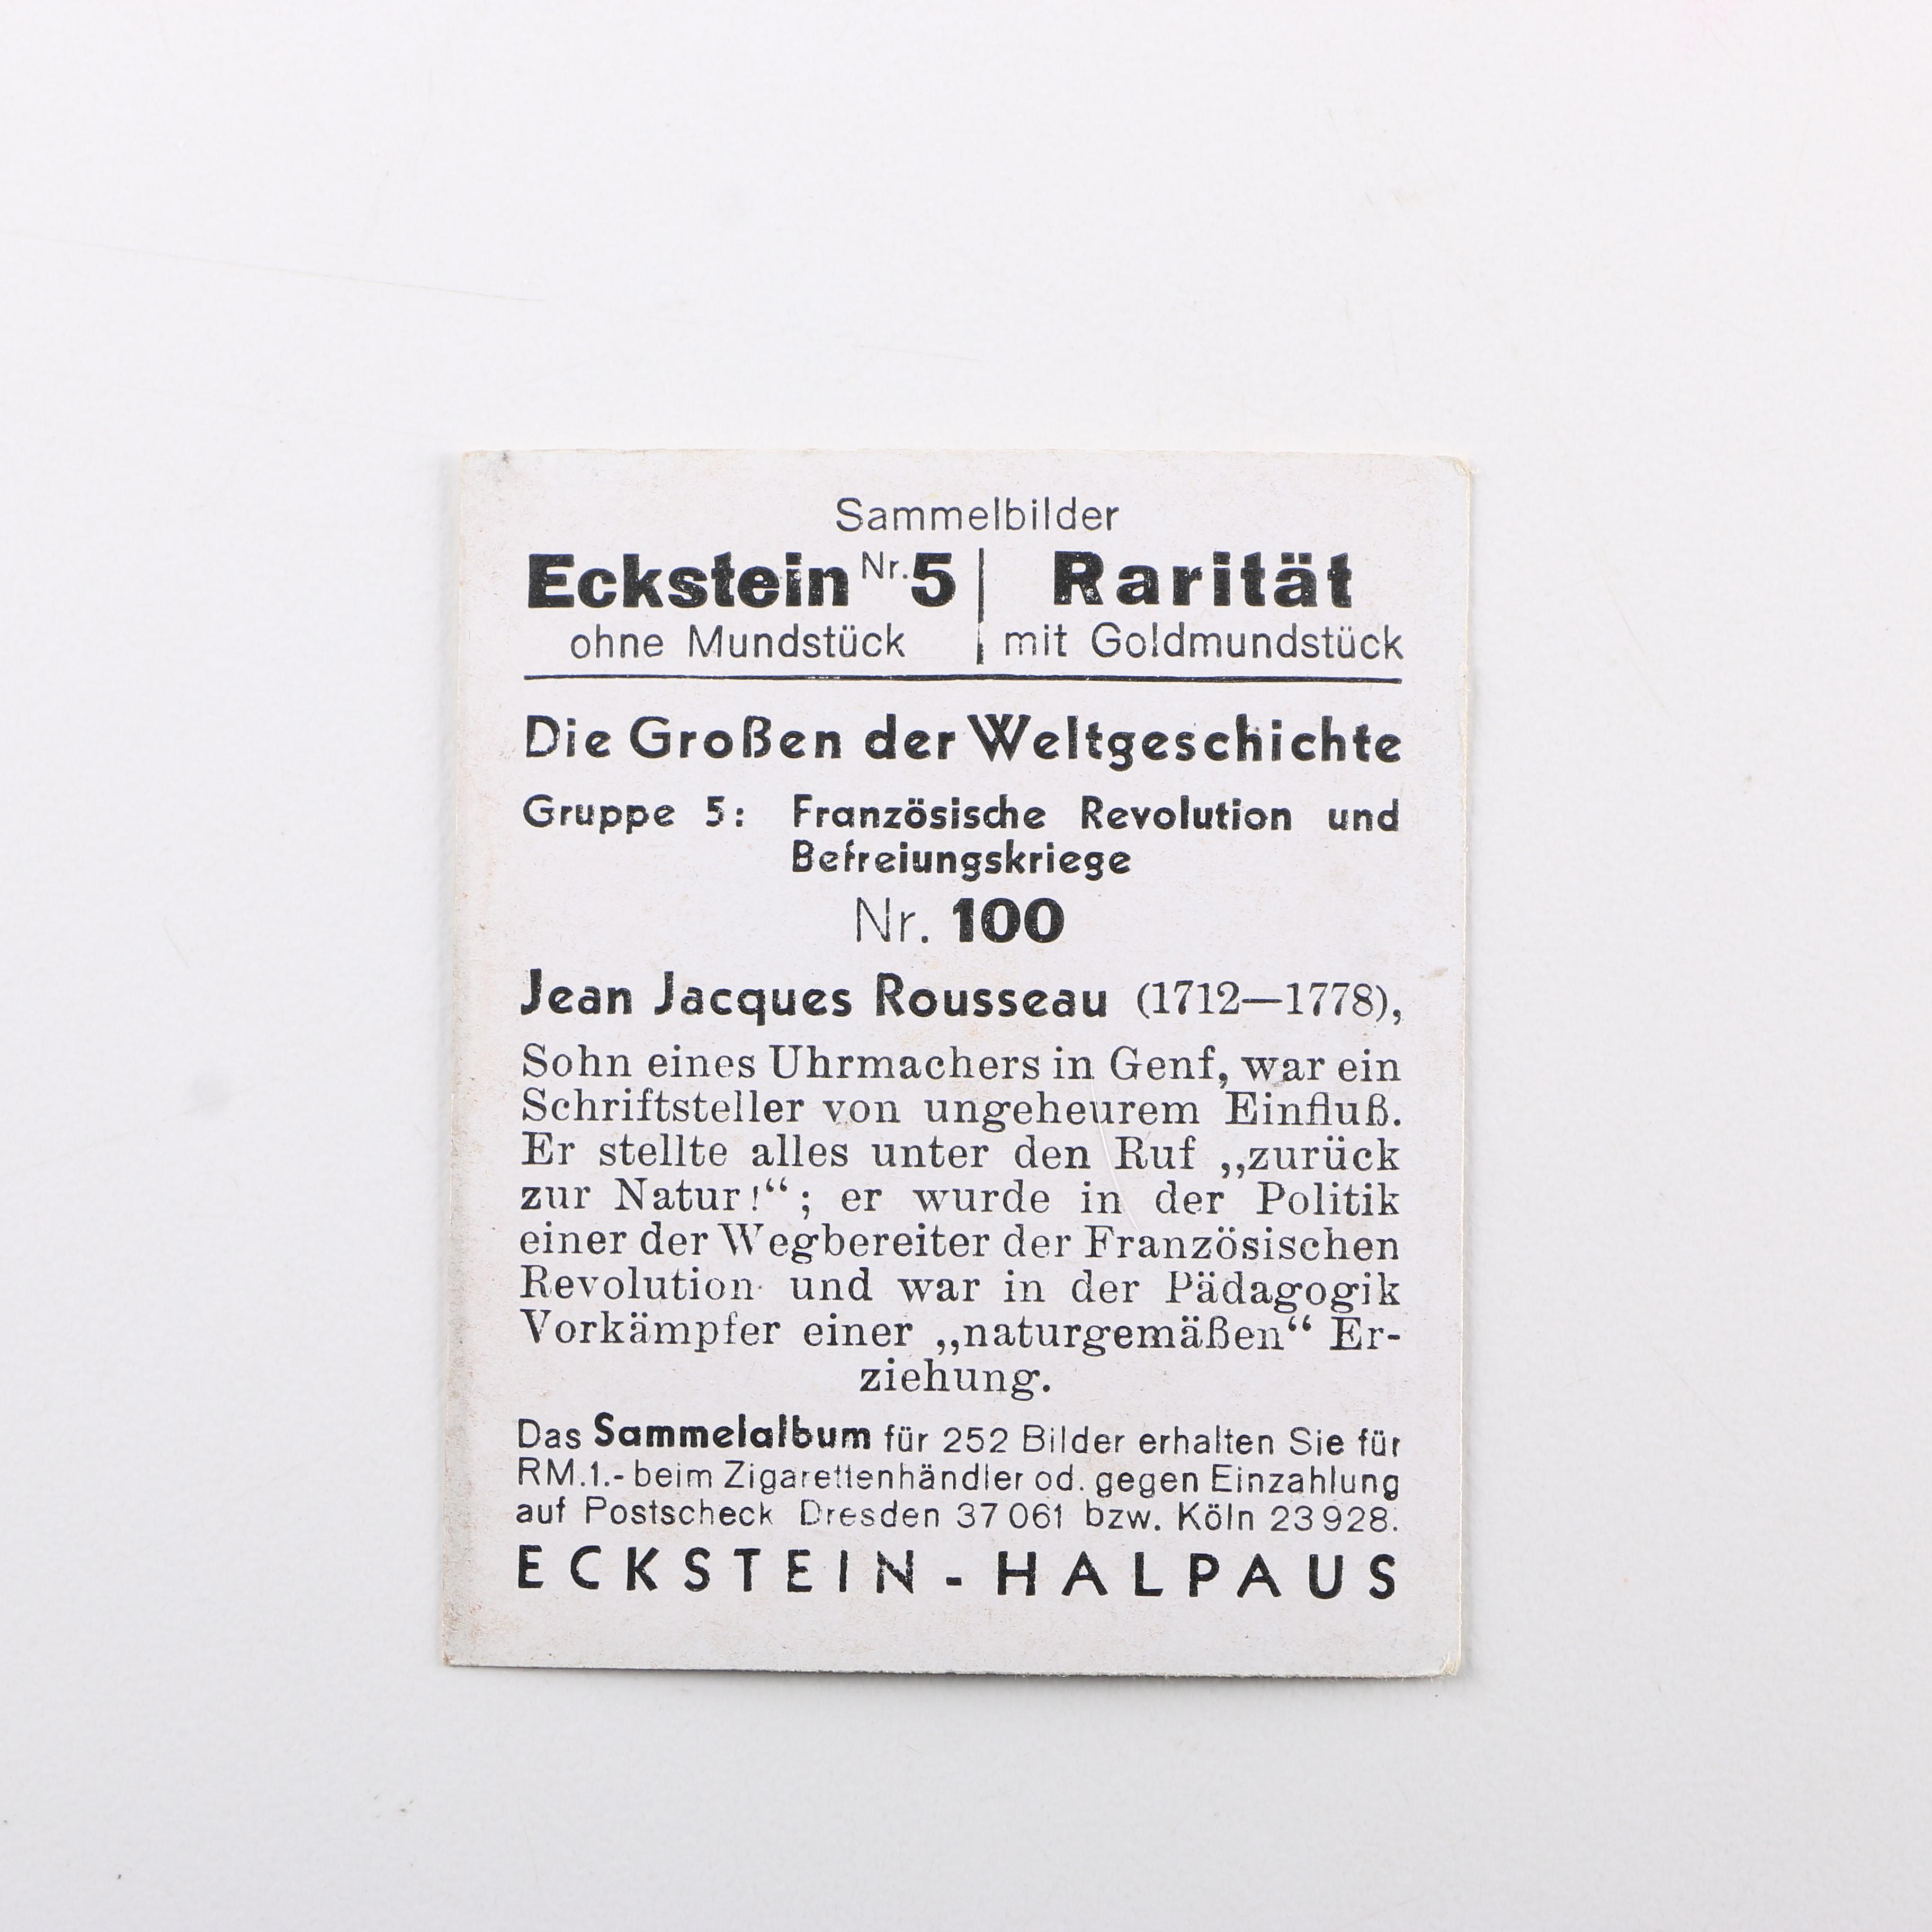 Sammelbilder
Eckstein Nr. 5 | Rarität
ohne Mundstück | mit Goldmundstück
Die Großen der Weltgeschichte
Gruppe 5: Französische Revolution und
Befreiungskriege
Nr. 100
Jean Jacques Rousseau (1712—1778),
Sohn eines Uhrmachers in Genf, war ein
Schriftsteller von ungeheurem Einfluß.
Er stellte alles unter den Ruf „zurück
zur Natur!“; er wurde in der Politik
einer der Wegbereiter der Französischen
Revolution und war in der Pädagogik
Vorkämpfer einer „naturgemäßen“ Er-
ziehung.
Das Sammelalbum für 252 Bilder erhalten Sie für
RM.1.- beim Zigarettenhändler od. gegen Einzahlung
auf Postscheck Dresden 37 061 bzw. Köln 23 928.
ECKSTEIN-HALPAUS